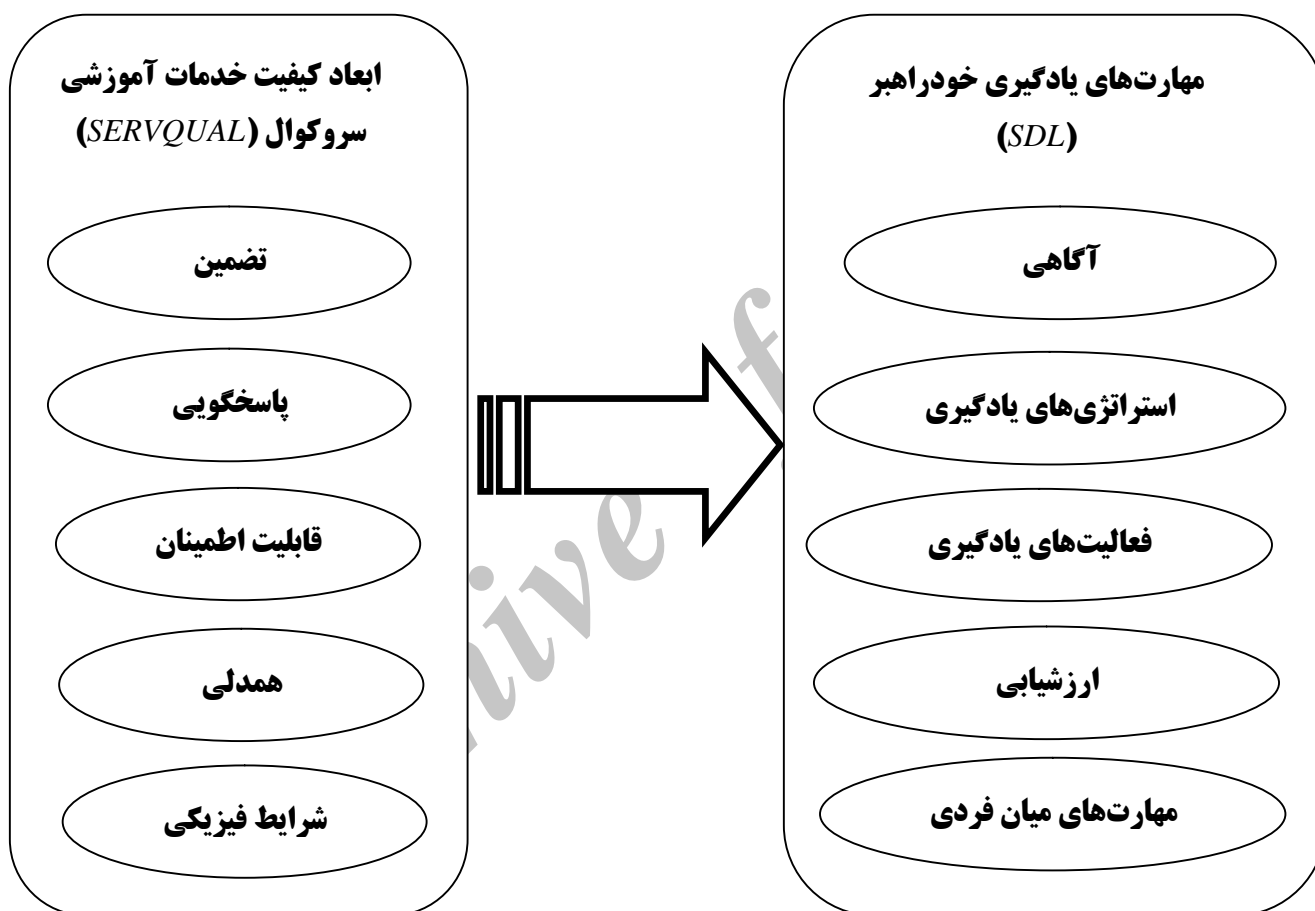 مهارت‌های یادگیری خودراهبر
(SDL)
آگاهی
استراتژی‌های یادگیری
فعالیت‌های یادگیری
ارزشیابی
مهارت‌های میان فردی
ابعاد کیفیت خدمات آموزشی
سروکوال (SERVQUAL)
تضمین
پاسخگویی
قابلیت اطمینان
همدلی
شرایط فیزیکی